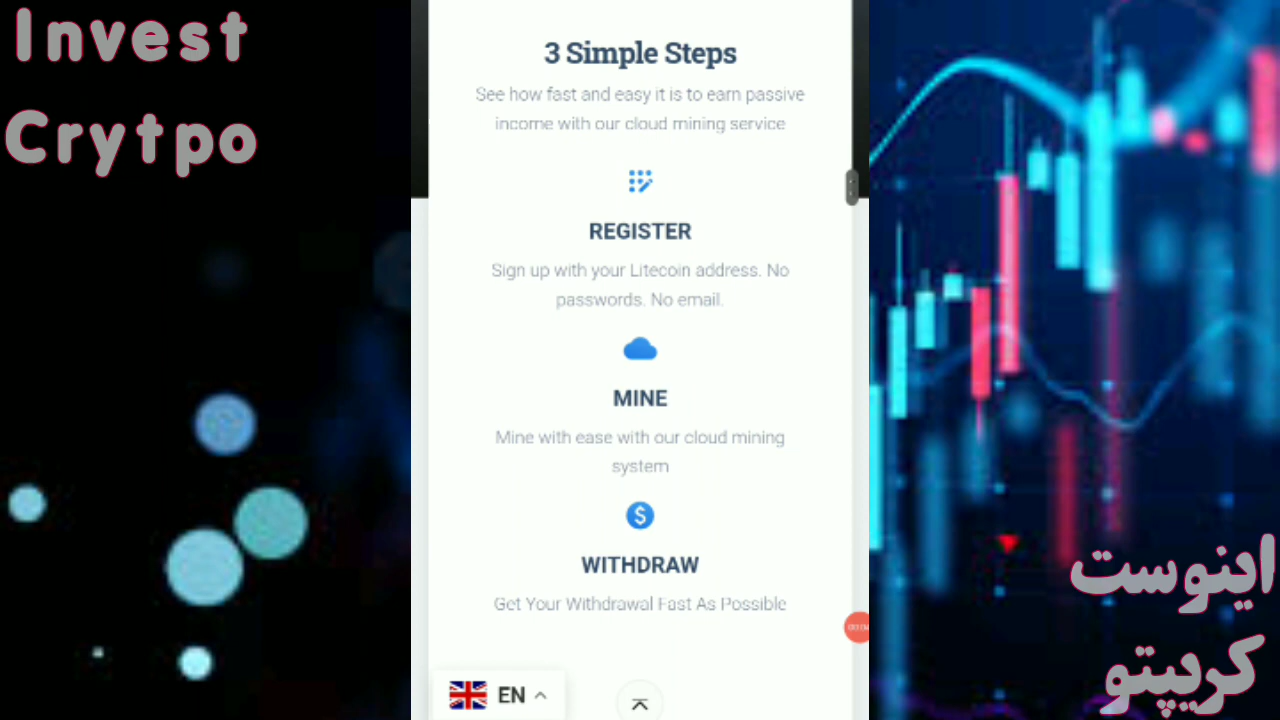 Invest
Crytpo
3 Simple Steps
See how fast and easy it is to earn passive
income with our cloud mining service
REGISTER
Sign up with your Litecoin address. No
passwords. No email.
MINE
Mine with ease with our cloud mining
system
WITHDRAW
Get Your Withdrawal Fast As Possible
EN
اینوست
کریپتو